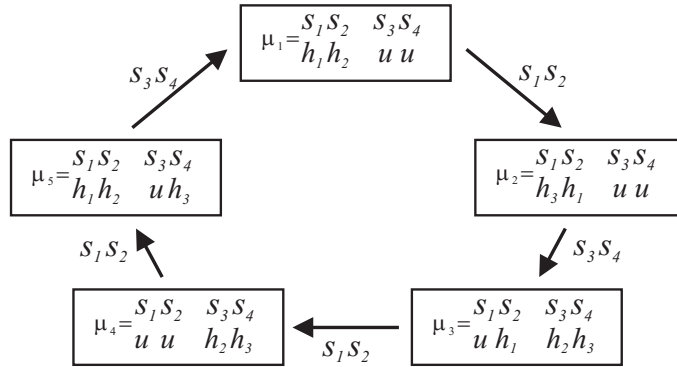 μ₁= s₁s₂ s₃s₄
h₁h₂ u u
s₃s₄
s₁s₂
μ₅= s₁s₂ s₃s₄
h₁h₂ u h₃
μ₂= s₁s₂ s₃s₄
h₃h₁ u u
s₁s₂
s₃s₄
μ₄= s₁s₂ s₃s₄
u u h₂h₃
μ₃= s₁s₂ s₃s₄
u h₁ h₂h₃
s₁s₂